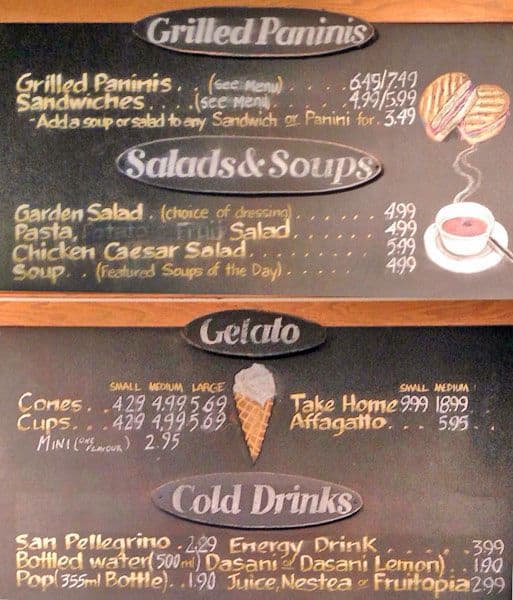 Grilled Paninis
Grilled Paninis . . (see Menu) . . . . . 6.49/7.49
Sandwiches . . . . (see Menu) . . . . . 4.99/5.99
- Add a soup or salad to any Sandwich or Panini for . 3.49
Salads & Soups
Garden Salad . (choice of dressing) . . . . . . 4.99
Pasta, Potato or Fruit Salad . . . . . . . 4.99
Chicken Caesar Salad . . . . . . . . 5.99
Soup . . (Featured Soups of the Day) . . . . . . 4.99
Gelato
SMALL MEDIUM LARGE
Cones . . 4.29 4.99 5.69
Cups . . . 4.29 4.99 5.69
MINI (ONE FLAVOUR) 2.95
SMALL MEDIUM
Take Home 9.99 18.99
Affagatto . . . 5.95 . .
Cold Drinks
San Pellegrino . 2.29 Energy Drink . . . . . 3.99
Bottled water (500ml) Dasani or Dasani Lemon) . . 1.90
Pop (355ml Bottle) . . 1.90 Juice, Nestea or Fruitopia 2.99